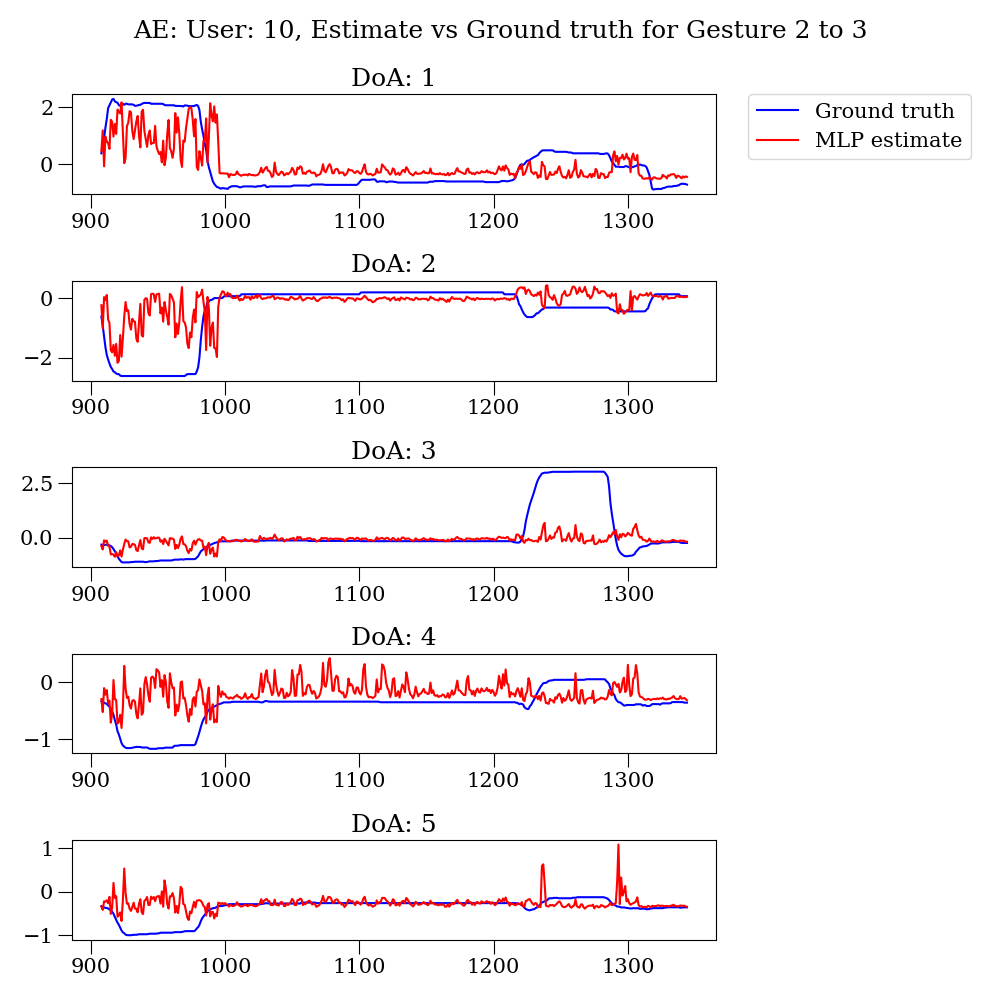 AE: User: 10, Estimate vs Ground truth for Gesture 2 to 3
DoA: 1
Ground truth
MLP estimate
2
0
900 1000 1100 1200 1300
DoA: 2
0
−2
900 1000 1100 1200 1300
DoA: 3
2.5
0.0
900 1000 1100 1200 1300
DoA: 4
0
−1
900 1000 1100 1200 1300
DoA: 5
1
0
−1
900 1000 1100 1200 1300